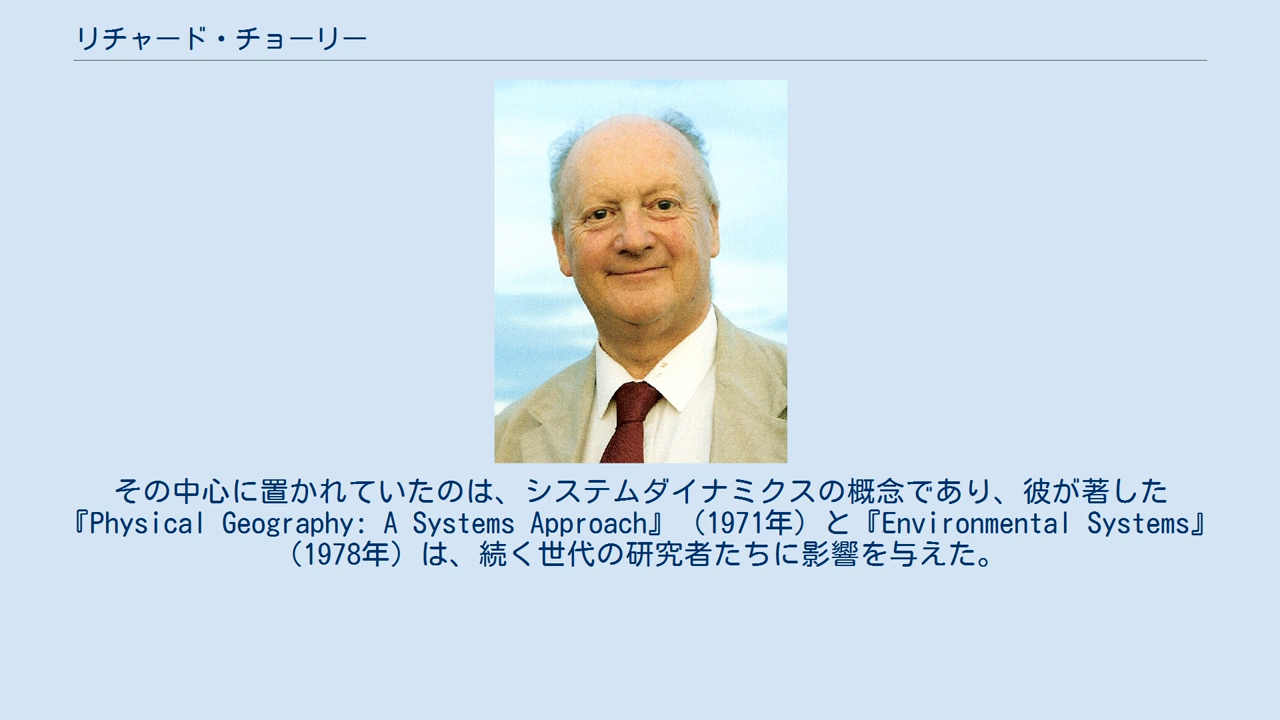 リチャード・チョーリー
その中心に置かれていたのは、システムダイナミクスの概念であり、彼が著した
『Physical Geography: A Systems Approach』（1971年）と『Environmental Systems』
（1978年）は、続く世代の研究者たちに影響を与えた。